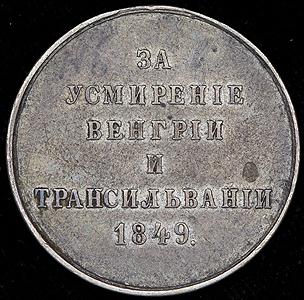 ЗА
УСМИРЕНІЕ
ВЕНГРІИ
И
ТРАНСИЛЬВАНІИ
1849.